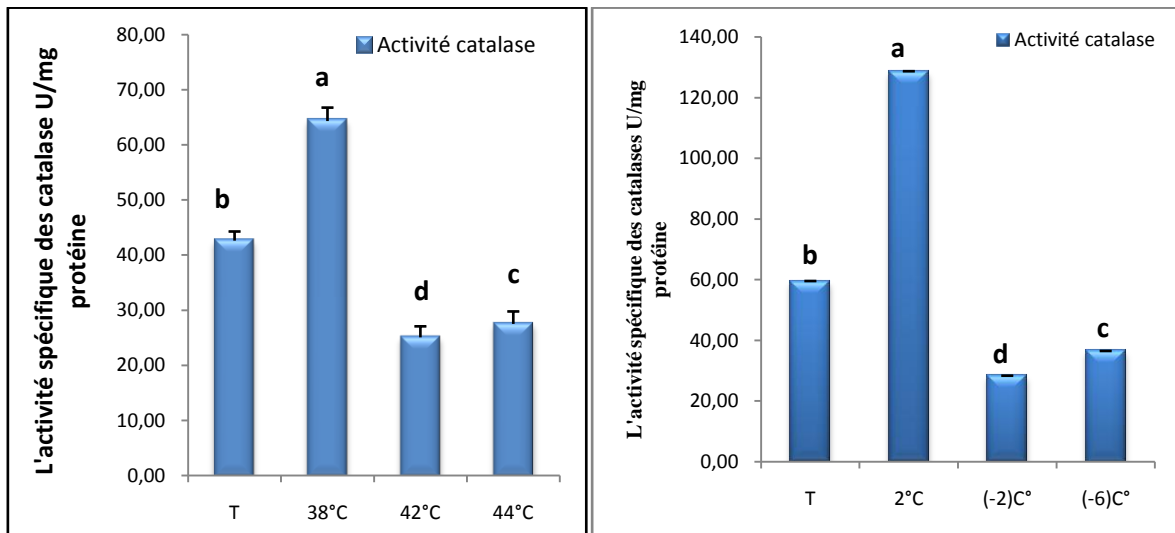 L'activité spécifique des catalase U/mg
protéine
80,00
70,00
60,00
50,00
40,00
30,00
20,00
10,00
0,00
Activité catalase
a
b
d
c
T 38°C 42°C 44°C
L'activité spécifique des catalases U/mg
protéine
140,00
120,00
100,00
80,00
60,00
40,00
20,00
0,00
Activité catalase
a
b
d
c
T 2°C (-2)C° (-6)C°